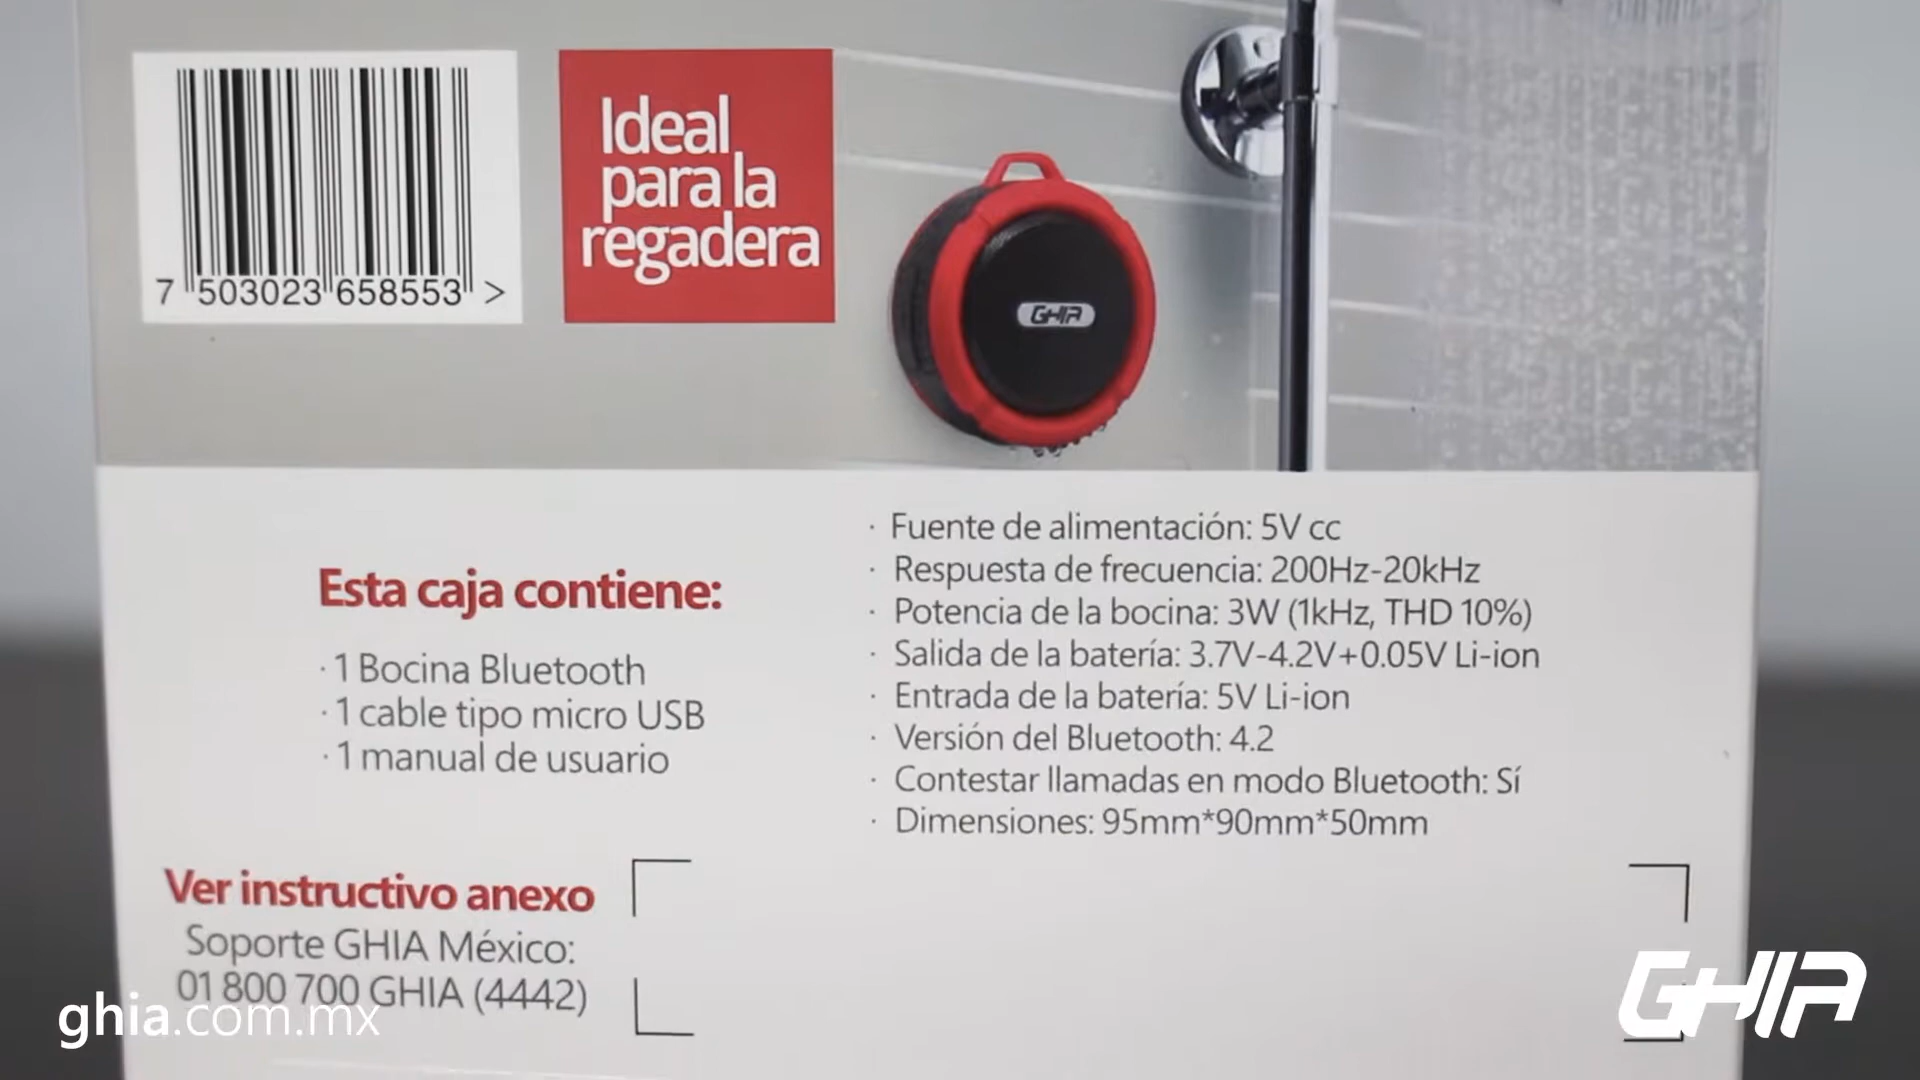 7 503023 658553 >
Ideal
para la
regadera
GHIA
Esta caja contiene:
· 1 Bocina Bluetooth
· 1 cable tipo micro USB
· 1 manual de usuario
· Fuente de alimentación: 5V cc
· Respuesta de frecuencia: 200Hz-20kHz
· Potencia de la bocina: 3W (1kHz, THD 10%)
· Salida de la batería: 3.7V-4.2V+0.05V Li-ion
· Entrada de la batería: 5V Li-ion
· Versión del Bluetooth: 4.2
· Contestar llamadas en modo Bluetooth: Sí
· Dimensiones: 95mm*90mm*50mm
Ver instructivo anexo
Soporte GHIA México:
01 800 700 GHIA (4442)
ghia.com.mx
GHIA